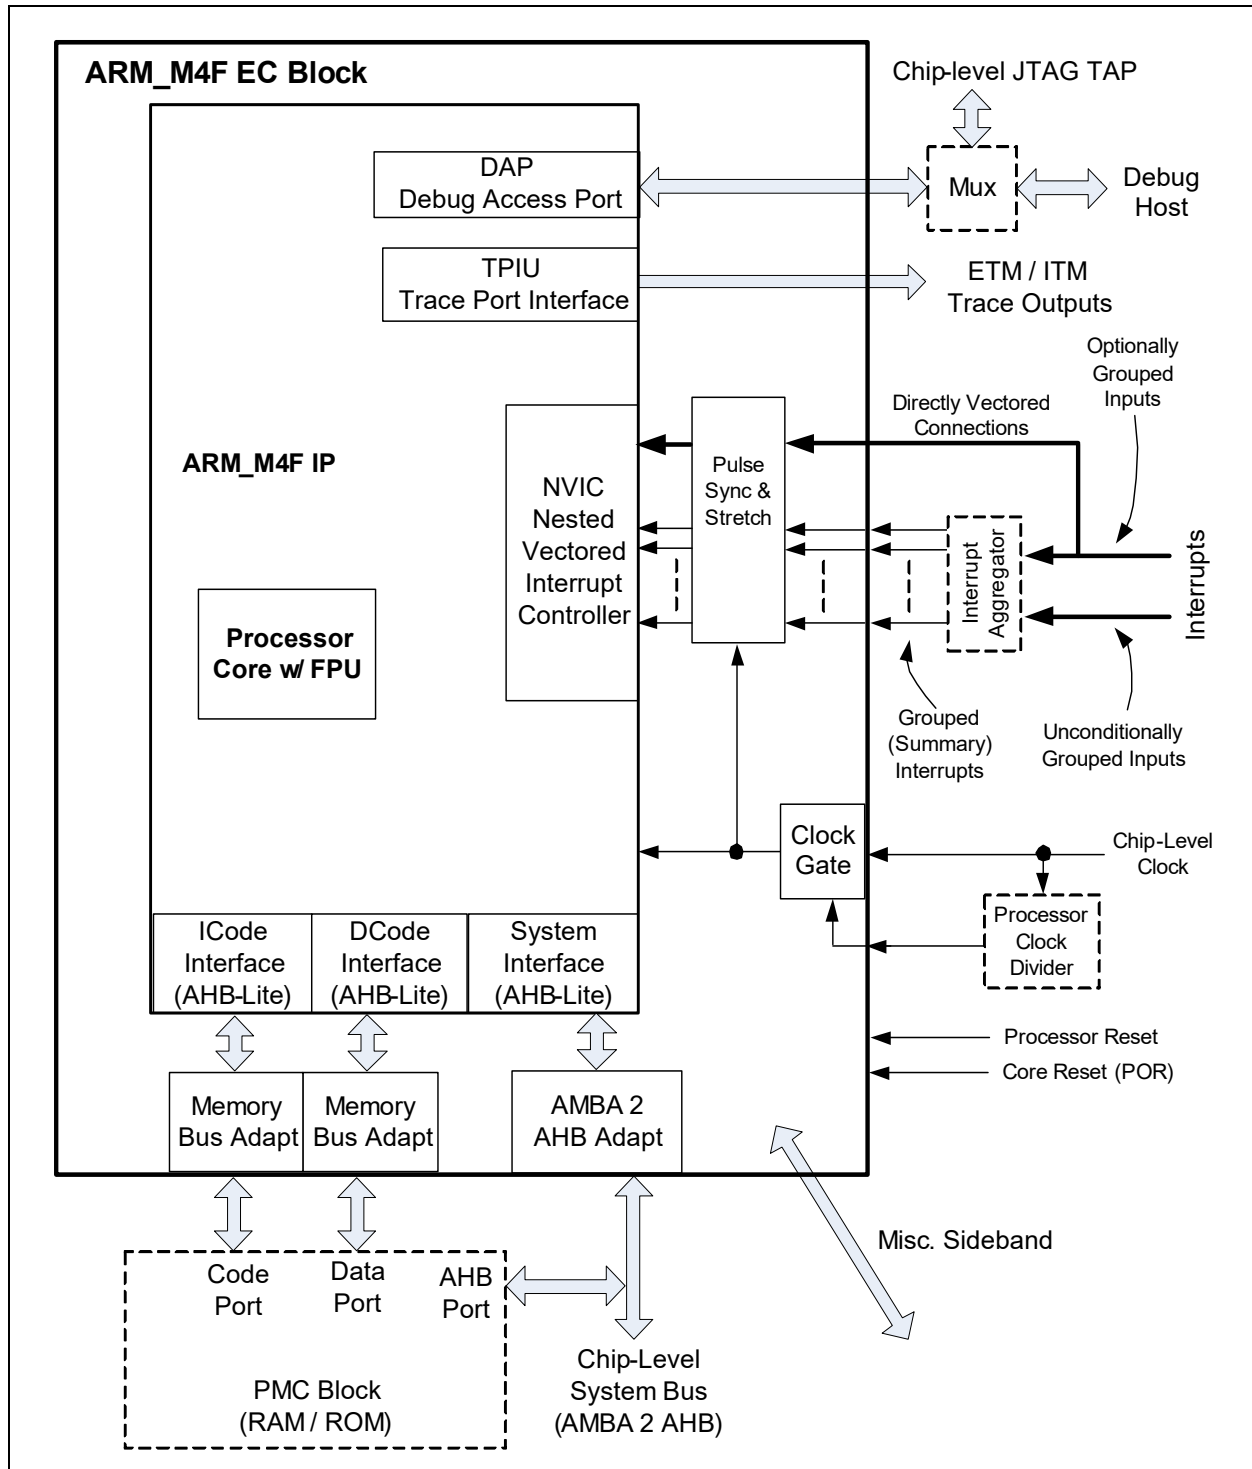 ARM_M4F EC Block
Chip-level JTAG TAP
DAP
Debug Access Port
Mux
Debug
Host
TPIU
Trace Port Interface
ETM / ITM
Trace Outputs
Optionally
Grouped
Inputs
Directly Vectored
Connections
ARM_M4F IP
NVIC
Nested
Vectored
Interrupt
Controller
Pulse
Sync &
Stretch
Interrupt
Aggregator
Interrupts
Processor
Core w/ FPU
Grouped
(Summary)
Interrupts
Unconditionally
Grouped Inputs
Clock
Gate
Chip-Level
Clock
Processor
Clock
Divider
ICode
Interface
(AHB-Lite)
DCode
Interface
(AHB-Lite)
System
Interface
(AHB-Lite)
Processor Reset
Core Reset (POR)
Memory
Bus Adapt
Memory
Bus Adapt
AMBA 2
AHB Adapt
Misc. Sideband
Code
Port
Data
Port
AHB
Port
PMC Block
(RAM / ROM)
Chip-Level
System Bus
(AMBA 2 AHB)